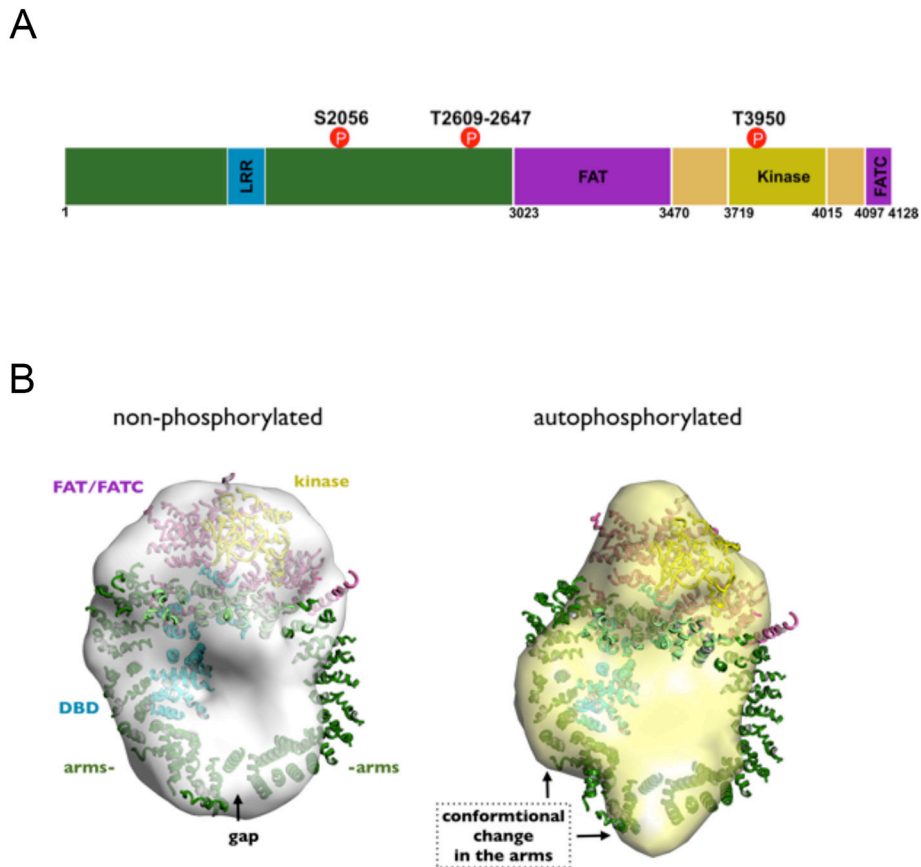 A
S2056 T2609-2647 T3950
P P P
LRR FAT Kinase FATC
1 3023 3470 3719 4015 4097 4128
B
non-phosphorylated autophosphorylated
FAT/FATC kinase
DBD
arms- -arms
gap
conformtional
change
in the arms